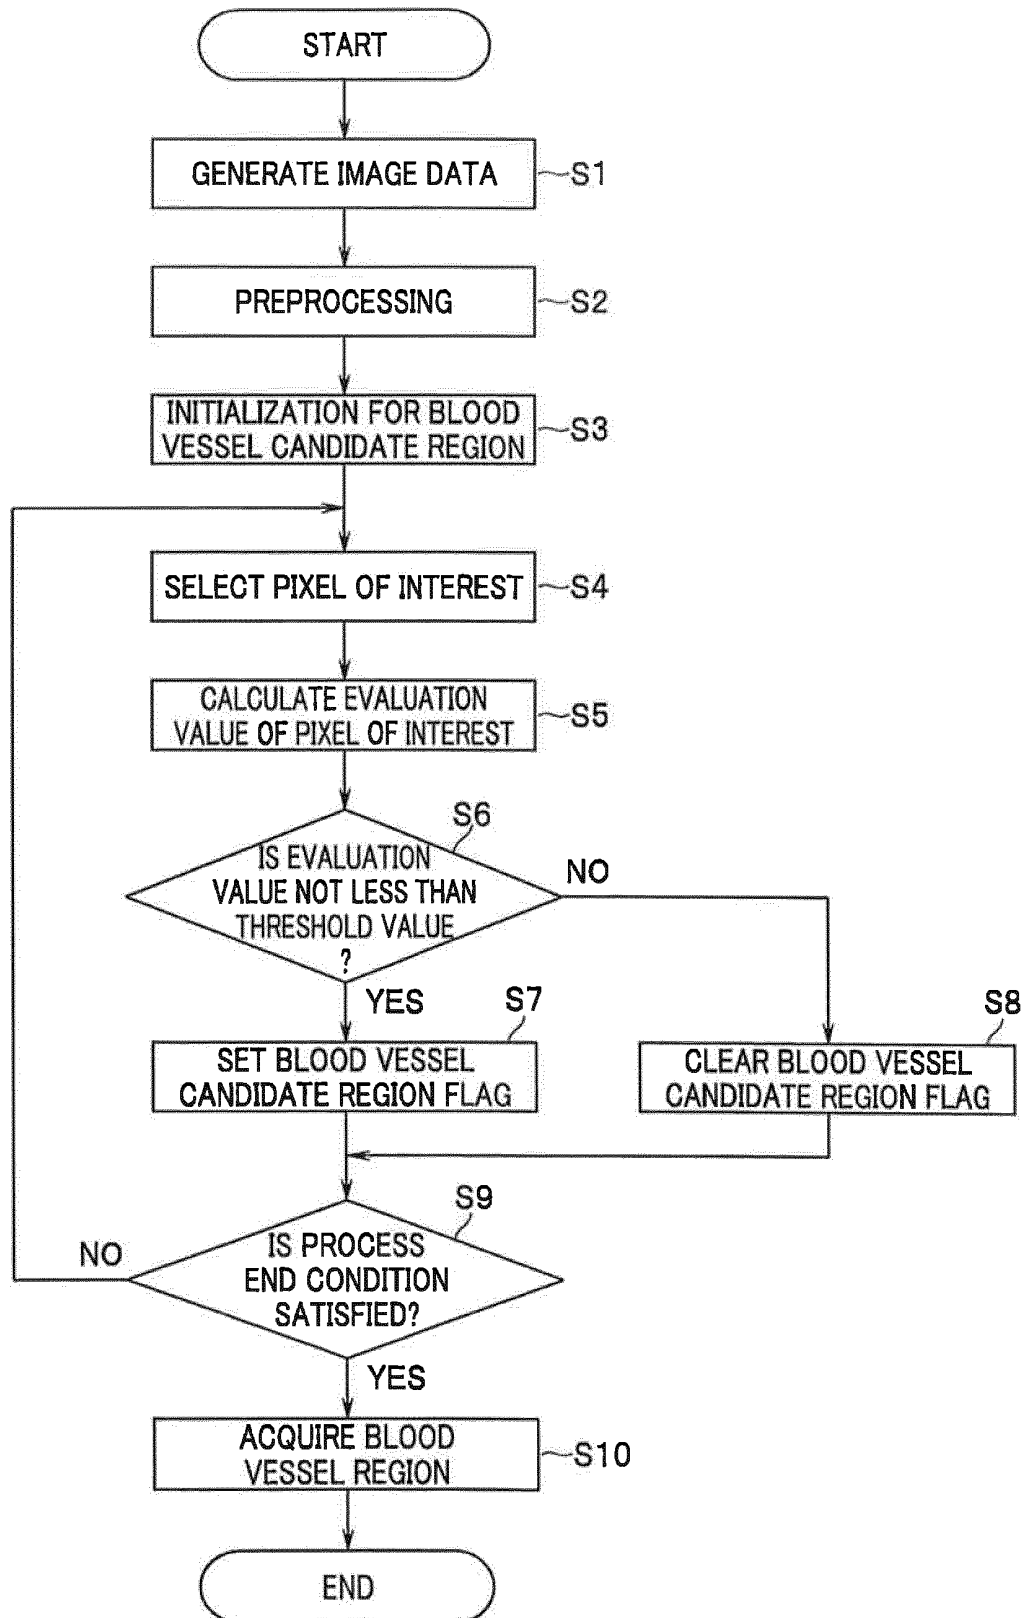 START
GENERATE IMAGE DATA
S1
PREPROCESSING
S2
INITIALIZATION FOR BLOOD
VESSEL CANDIDATE REGION
S3
SELECT PIXEL OF INTEREST
S4
CALCULATE EVALUATION
VALUE OF PIXEL OF INTEREST
S5
S6
IS EVALUATION
VALUE NOT LESS THAN
THRESHOLD VALUE
?
NO
YES
S7
SET BLOOD VESSEL
CANDIDATE REGION FLAG
S8
CLEAR BLOOD VESSEL
CANDIDATE REGION FLAG
S9
IS PROCESS
END CONDITION
SATISFIED?
NO
YES
ACQUIRE BLOOD
VESSEL REGION
S10
END